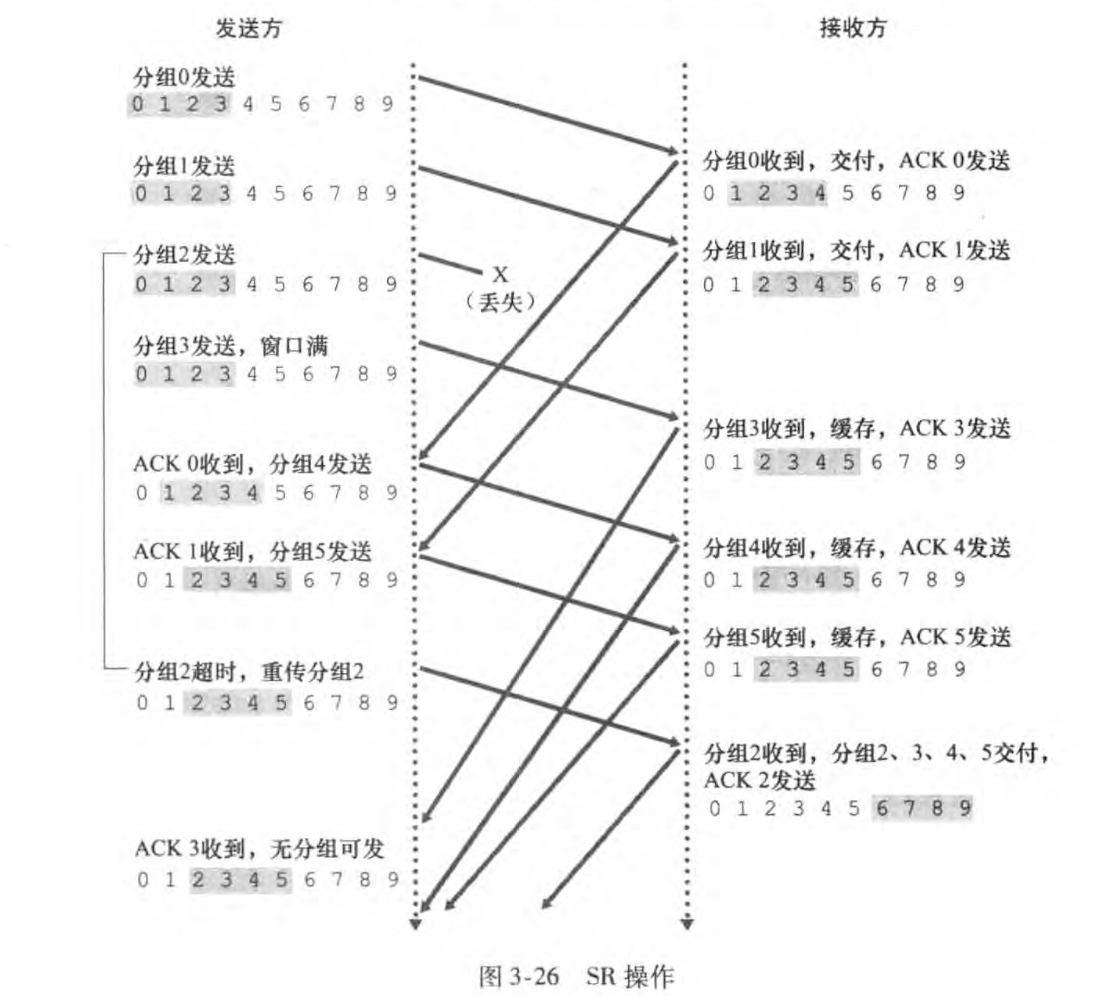 发送方
接收方
分组0发送
0 1 2 3 4 5 6 7 8 9
分组1发送
0 1 2 3 4 5 6 7 8 9
分组2发送
0 1 2 3 4 5 6 7 8 9
X
（丢失）
分组3发送，窗口满
0 1 2 3 4 5 6 7 8 9
ACK 0收到，分组4发送
0 1 2 3 4 5 6 7 8 9
ACK 1收到，分组5发送
0 1 2 3 4 5 6 7 8 9
分组2超时，重传分组2
0 1 2 3 4 5 6 7 8 9
ACK 3收到，无分组可发
0 1 2 3 4 5 6 7 8 9
分组0收到，交付，ACK 0发送
0 1 2 3 4 5 6 7 8 9
分组1收到，交付，ACK 1发送
0 1 2 3 4 5 6 7 8 9
分组3收到，缓存，ACK 3发送
0 1 2 3 4 5 6 7 8 9
分组4收到，缓存，ACK 4发送
0 1 2 3 4 5 6 7 8 9
分组5收到，缓存，ACK 5发送
0 1 2 3 4 5 6 7 8 9
分组2收到，分组2、3、4、5交付，
ACK 2发送
0 1 2 3 4 5 6 7 8 9
图 3-26 SR 操作